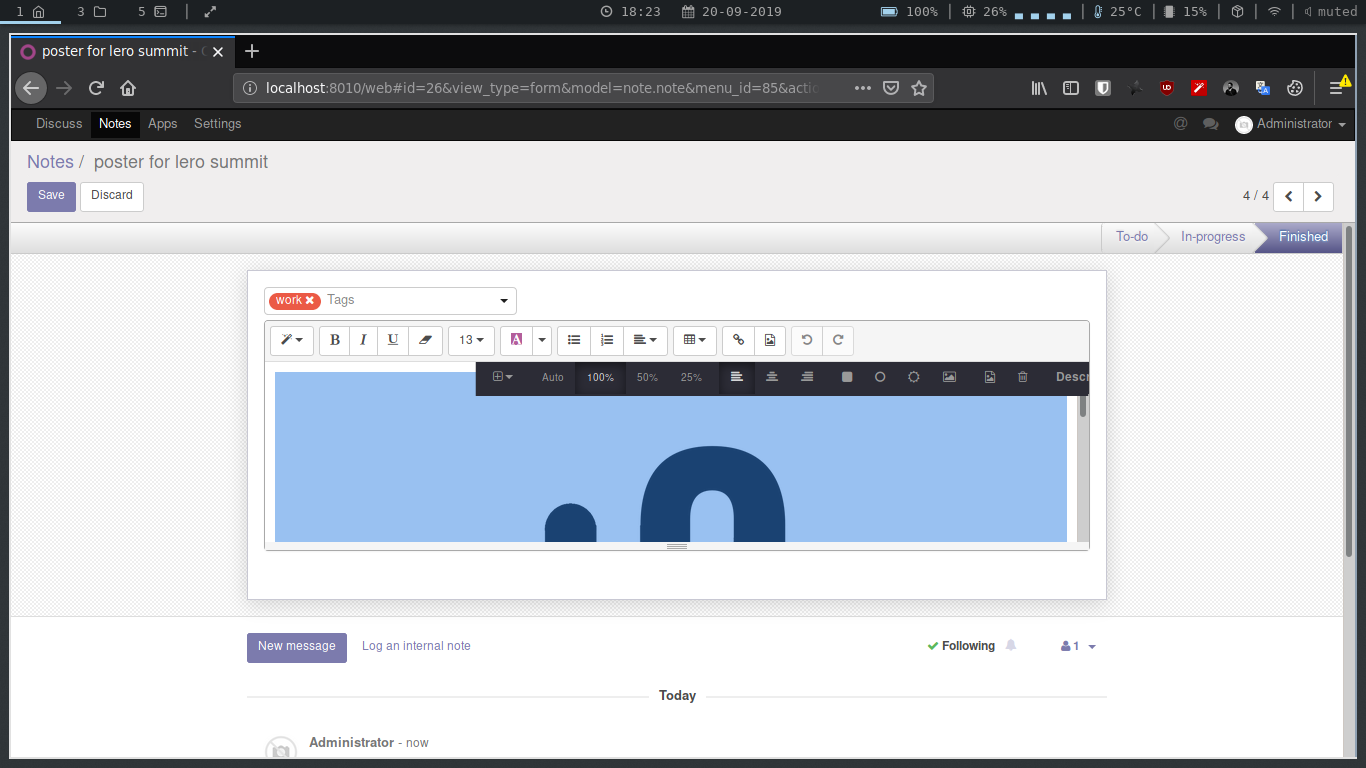 1 3 5 18:23 20-09-2019 100% 26% 25°C 15% muted
poster for lero summit -
localhost:8010/web#id=26&view_type=form&model=note.note&menu_id=85&actio
Discuss Notes Apps Settings @ Administrator
Notes / poster for lero summit
Save Discard 4 / 4
To-do In-progress Finished
work Tags
B I U 13 A
Auto 100% 50% 25% Descr
New message Log an internal note Following 1
Today
Administrator - now